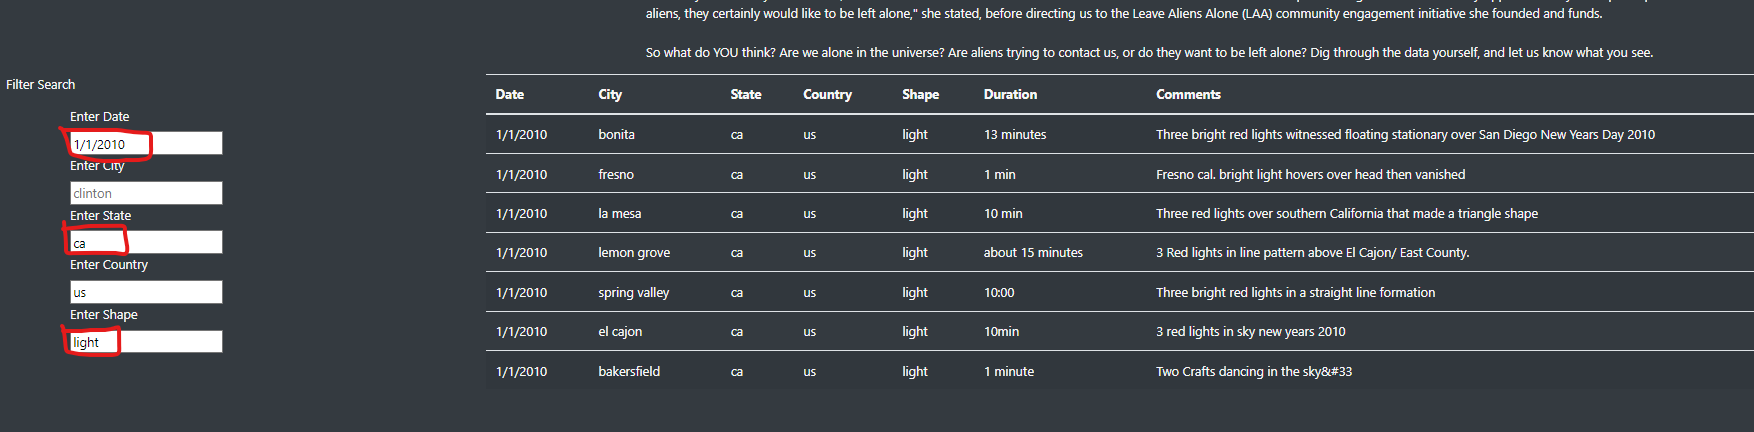 aliens, they certainly would like to be left alone," she stated, before directing us to the Leave Aliens Alone (LAA) community engagement initiative she founded and funds.
So what do YOU think? Are we alone in the universe? Are aliens trying to contact us, or do they want to be left alone? Dig through the data yourself, and let us know what you see.
Filter Search
Enter Date
1/1/2010
Enter City
clinton
Enter State
ca
Enter Country
us
Enter Shape
light
Date City State Country Shape Duration Comments
1/1/2010 bonita ca us light 13 minutes Three bright red lights witnessed floating stationary over San Diego New Years Day 2010
1/1/2010 fresno ca us light 1 min Fresno cal. bright light hovers over head then vanished
1/1/2010 la mesa ca us light 10 min Three red lights over southern California that made a triangle shape
1/1/2010 lemon grove ca us light about 15 minutes 3 Red lights in line pattern above El Cajon/ East County.
1/1/2010 spring valley ca us light 10:00 Three bright red lights in a straight line formation
1/1/2010 el cajon ca us light 10min 3 red lights in sky new years 2010
1/1/2010 bakersfield ca us light 1 minute Two Crafts dancing in the sky&#33